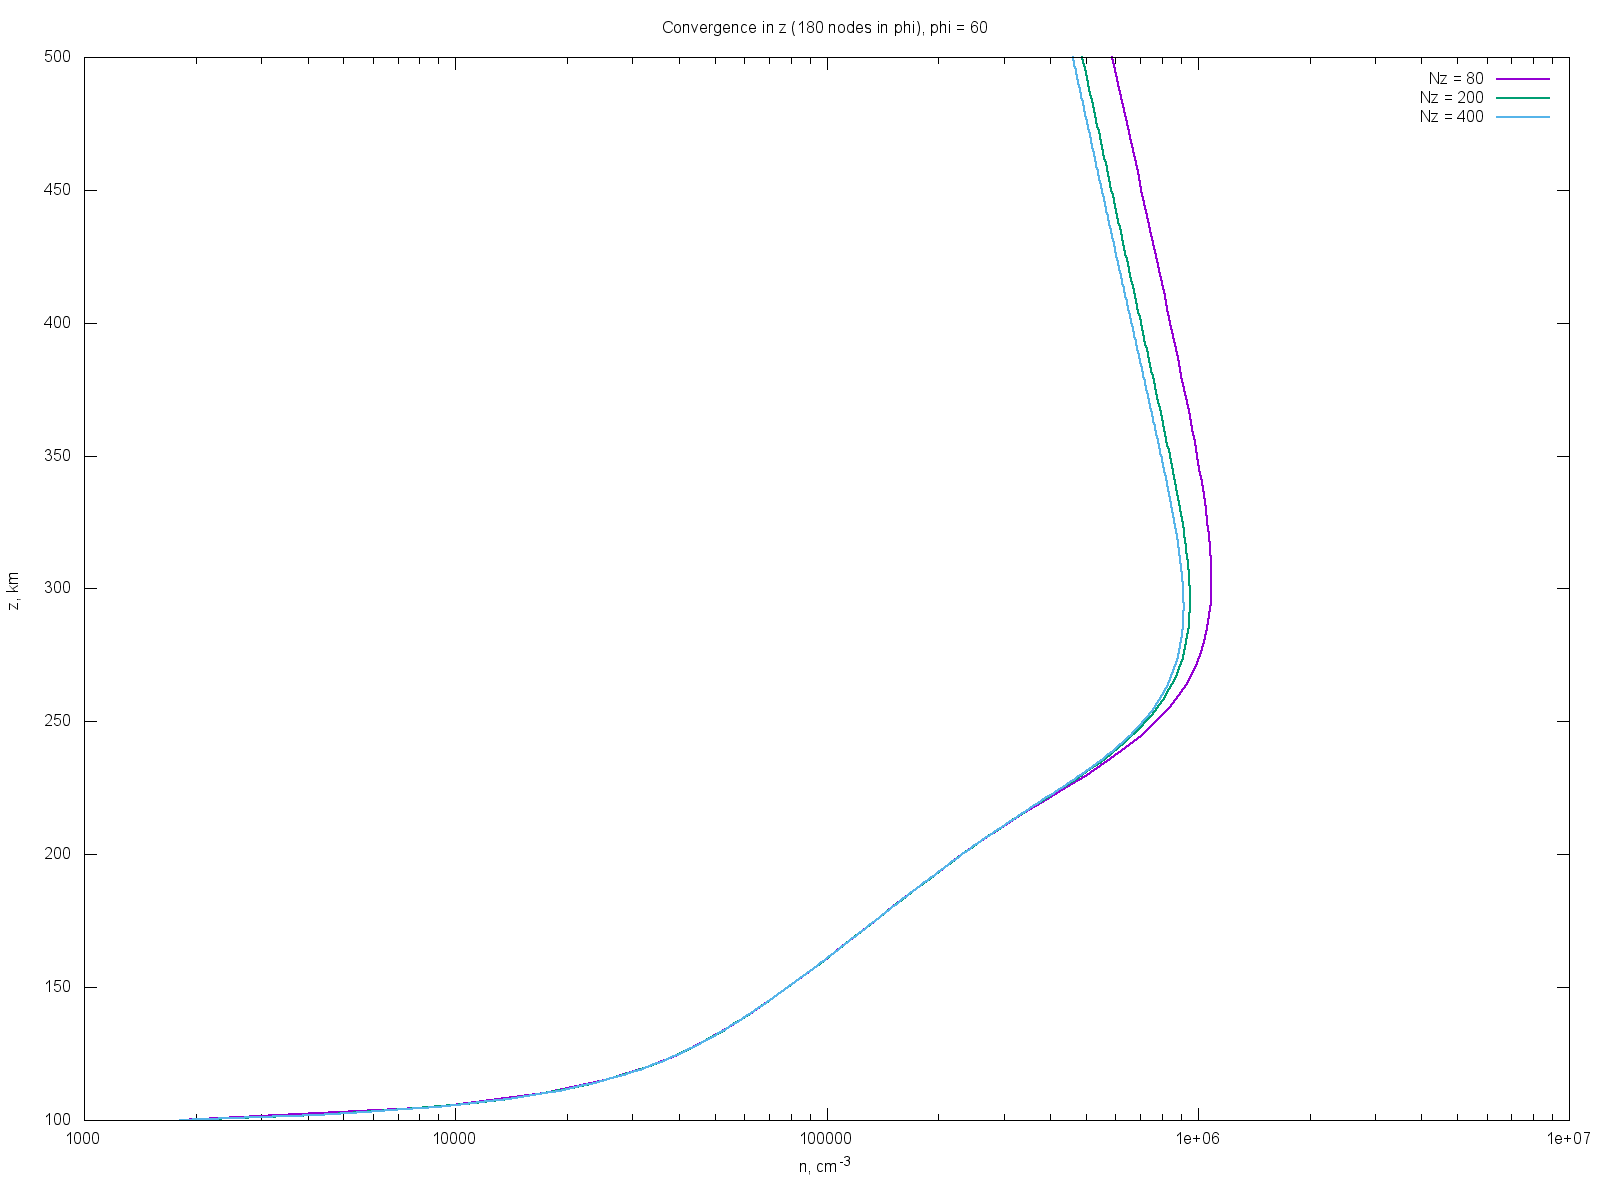 Convergence in z (180 nodes in phi), phi = 60
Nz = 80
Nz = 200
Nz = 400
500
450
400
350
300
250
200
150
100
z, km
1000
10000
100000
1e+06
1e+07
n, cm⁻³